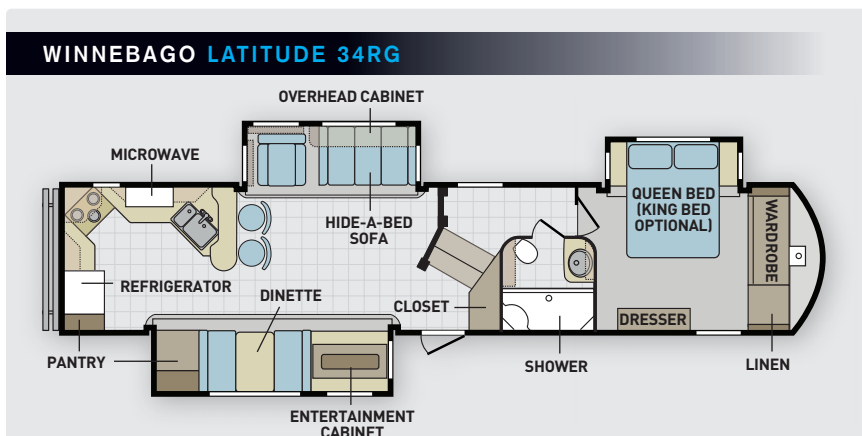 WINNEBAGO LATITUDE 34RG
OVERHEAD CABINET
MICROWAVE
HIDE-A-BED
SOFA
QUEEN BED
(KING BED
OPTIONAL)
WARDROBE
REFRIGERATOR
DINETTE
CLOSET
DRESSER
PANTRY
SHOWER
LINEN
ENTERTAINMENT
CABINET